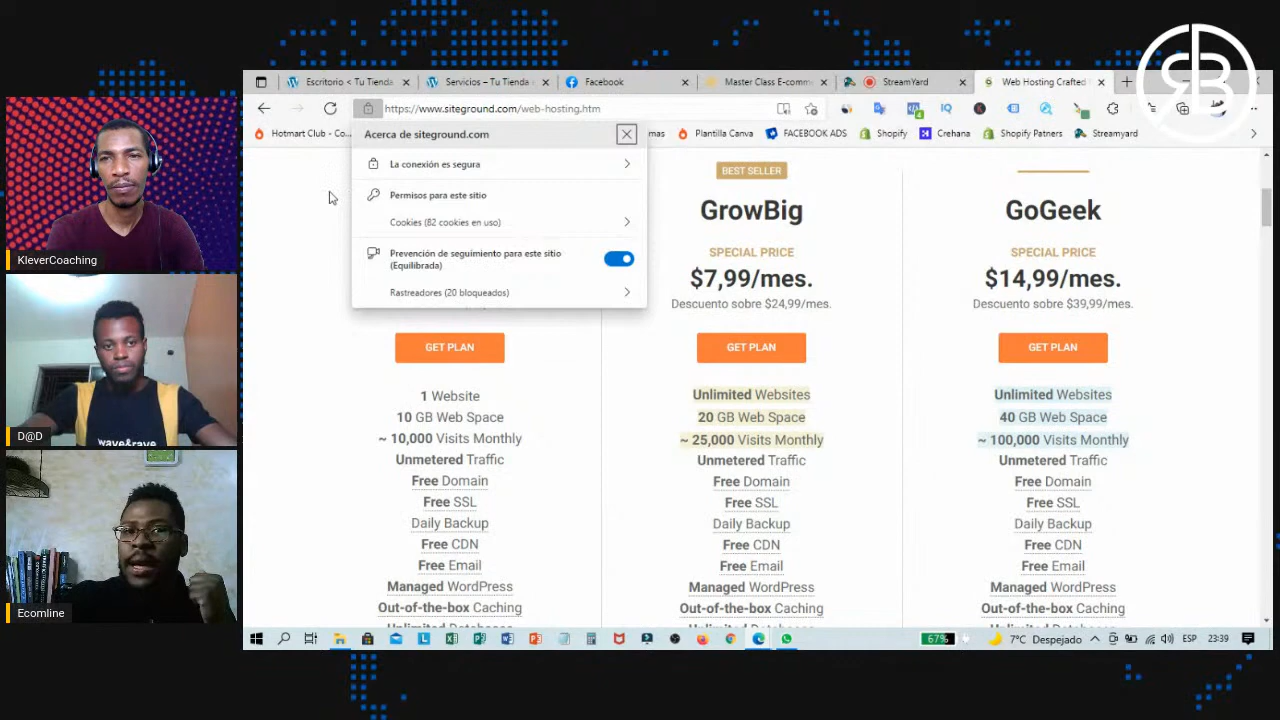 Escritorio < Tu Tienda
Servicios – Tu Tienda
Facebook
Master Class E-comm
StreamYard
Web Hosting Crafted
https://www.siteground.com/web-hosting.htm
IQ
Hotmart Club - Co...
mas
Plantilla Canva
FACEBOOK ADS
Shopify
Crehana
Shopify Patners
Streamyard
Acerca de siteground.com
La conexión es segura
Permisos para este sitio
Cookies (82 cookies en uso)
Prevención de seguimiento para este sitio
(Equilibrada)
Rastreadores (20 bloqueados)
GET PLAN
1 Website
10 GB Web Space
~ 10,000 Visits Monthly
Unmetered Traffic
Free Domain
Free SSL
Daily Backup
Free CDN
Free Email
Managed WordPress
Out-of-the-box Caching
BEST SELLER
GrowBig
SPECIAL PRICE
$7,99/mes.
Descuento sobre $24,99/mes.
GET PLAN
Unlimited Websites
20 GB Web Space
~ 25,000 Visits Monthly
Unmetered Traffic
Free Domain
Free SSL
Daily Backup
Free CDN
Free Email
Managed WordPress
Out-of-the-box Caching
GoGeek
SPECIAL PRICE
$14,99/mes.
Descuento sobre $39,99/mes.
GET PLAN
Unlimited Websites
40 GB Web Space
~ 100,000 Visits Monthly
Unmetered Traffic
Free Domain
Free SSL
Daily Backup
Free CDN
Free Email
Managed WordPress
Out-of-the-box Caching
67%
7°C Despejado
ESP
23:39
KleverCoaching
D@D
wave&rave
Ecomline